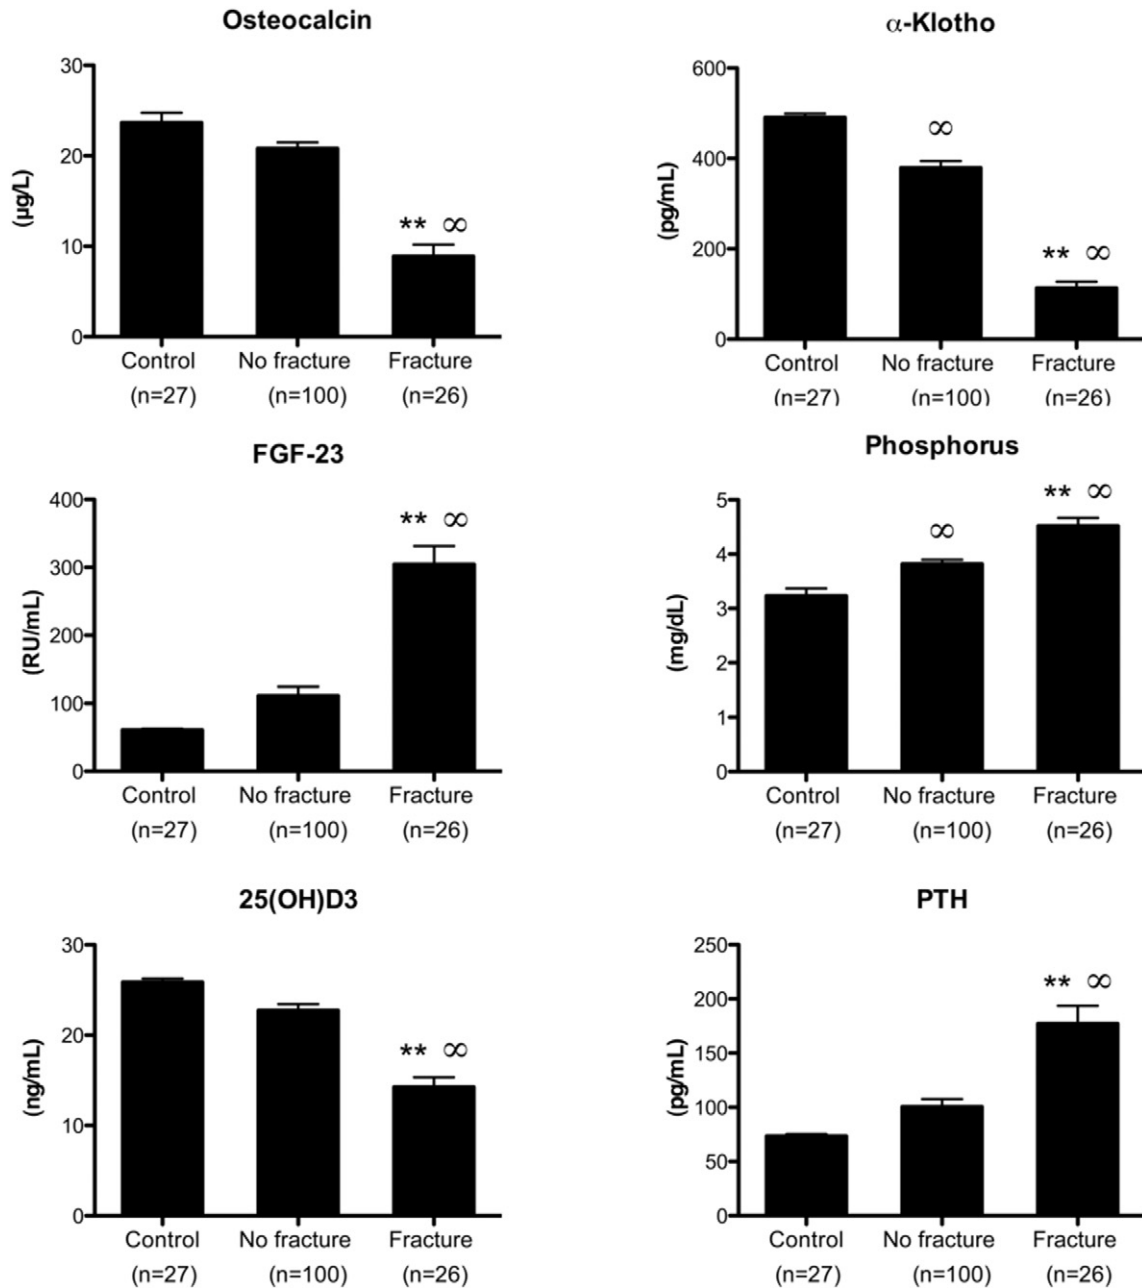 Osteocalcin
30
20
10
0
(µg/L)
** ∞
Control No fracture Fracture
(n=27) (n=100) (n=26)
α-Klotho
600
400
200
0
(pg/mL)
∞
** ∞
Control No fracture Fracture
(n=27) (n=100) (n=26)
FGF-23
400
300
200
100
0
(RU/mL)
** ∞
Control No fracture Fracture
(n=27) (n=100) (n=26)
Phosphorus
5
4
3
2
1
0
(mg/dL)
∞
** ∞
Control No fracture Fracture
(n=27) (n=100) (n=26)
25(OH)D3
30
20
10
0
(ng/mL)
** ∞
Control No fracture Fracture
(n=27) (n=100) (n=26)
PTH
250
200
150
100
50
0
(pg/mL)
** ∞
Control No fracture Fracture
(n=27) (n=100) (n=26)